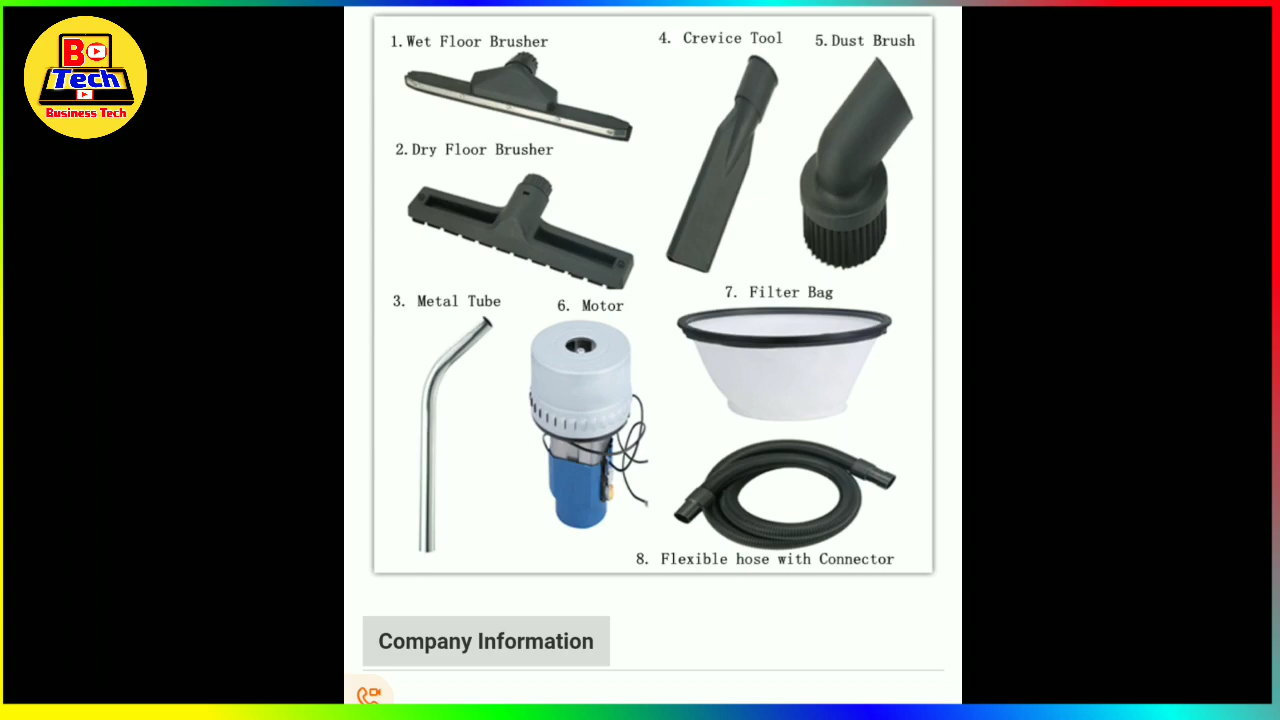 B
Tech
Business Tech
1.Wet Floor Brusher
4. Crevice Tool
5.Dust Brush
2.Dry Floor Brusher
3. Metal Tube
6. Motor
7. Filter Bag
8. Flexible hose with Connector
Company Information